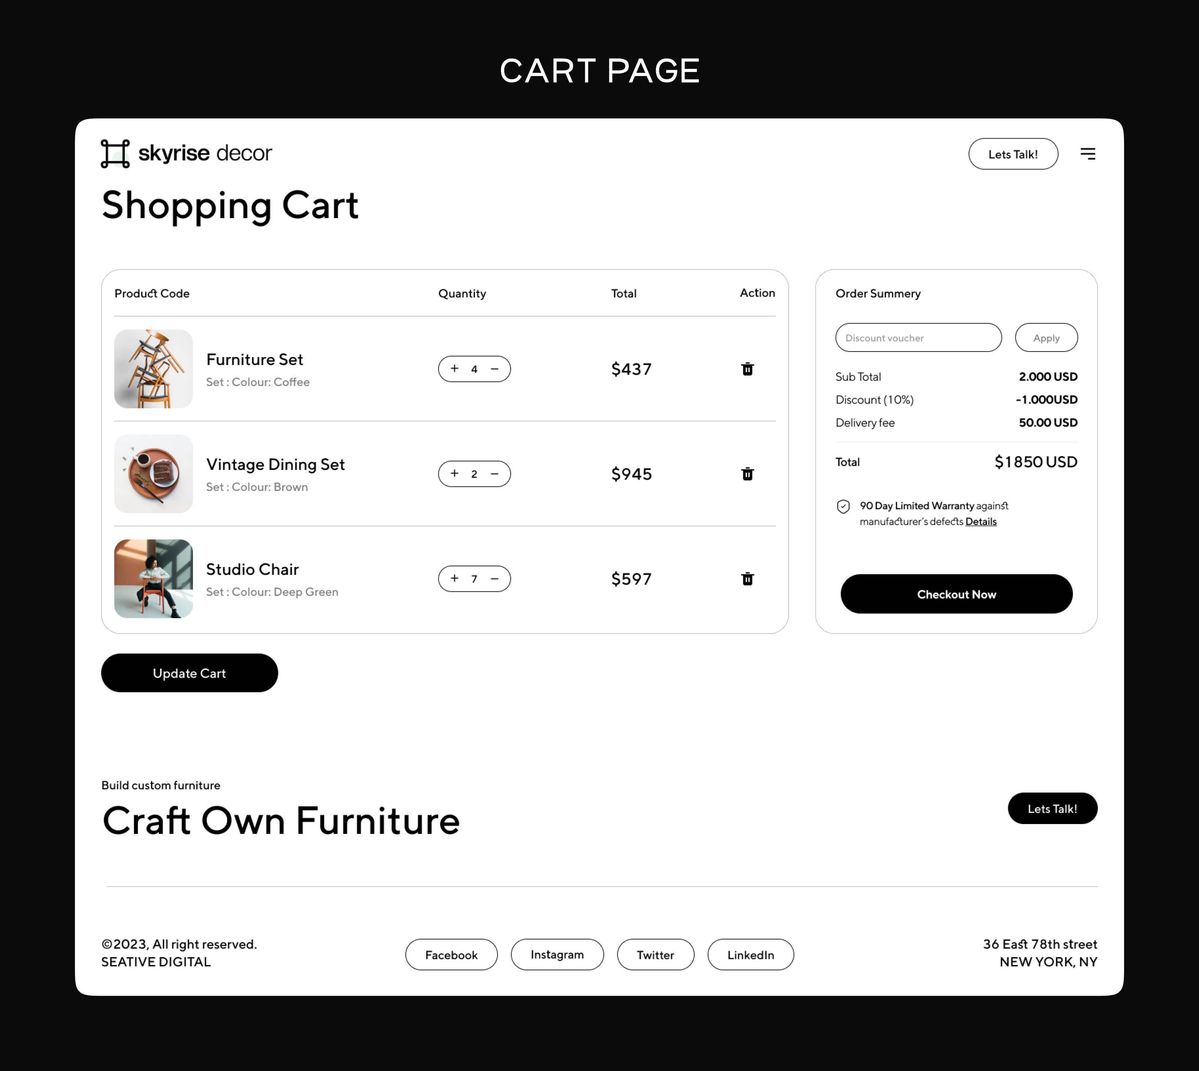 CART PAGE
skyrise decor
Lets Talk!
Shopping Cart
Product Code Quantity Total Action
Furniture Set
Set : Colour: Coffee
+ 4 − $437
Vintage Dining Set
Set : Colour: Brown
+ 2 − $945
Studio Chair
Set : Colour: Deep Green
+ 7 − $597
Update Cart
Order Summery
Discount voucher Apply
Sub Total 2.000 USD
Discount (10%) -1.000USD
Delivery fee 50.00 USD
Total $1850 USD
90 Day Limited Warranty against
manufacturer's defects Details
Checkout Now
Build custom furniture
Craft Own Furniture
Lets Talk!
©2023, All right reserved.
SEATIVE DIGITAL
Facebook Instagram Twitter LinkedIn
36 East 78th street
NEW YORK, NY